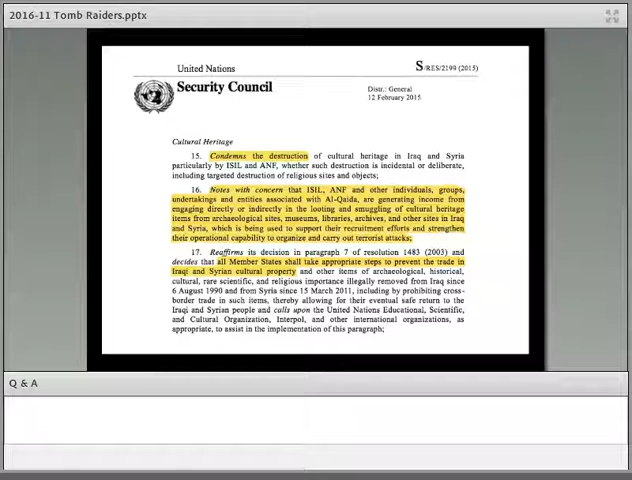 2016-11 Tomb Raiders.pptx
United Nations
S/RES/2199 (2015)
Security Council
Distr.: General
12 February 2015
Cultural Heritage
15. Condemns the destruction of cultural heritage in Iraq and Syria
particularly by ISIL and ANF, whether such destruction is incidental or deliberate,
including targeted destruction of religious sites and objects;
16. Notes with concern that ISIL, ANF and other individuals, groups,
undertakings and entities associated with Al-Qaida, are generating income from
engaging directly or indirectly in the looting and smuggling of cultural heritage
items from archaeological sites, museums, libraries, archives, and other sites in Iraq
and Syria, which is being used to support their recruitment efforts and strengthen
their operational capability to organize and carry out terrorist attacks;
17. Reaffirms its decision in paragraph 7 of resolution 1483 (2003) and
decides that all Member States shall take appropriate steps to prevent the trade in
Iraqi and Syrian cultural property and other items of archaeological, historical,
cultural, rare scientific, and religious importance illegally removed from Iraq since
6 August 1990 and from Syria since 15 March 2011, including by prohibiting cross-
border trade in such items, thereby allowing for their eventual safe return to the
Iraqi and Syrian people and calls upon the United Nations Educational, Scientific,
and Cultural Organization, Interpol, and other international organizations, as
appropriate, to assist in the implementation of this paragraph;
Q & A